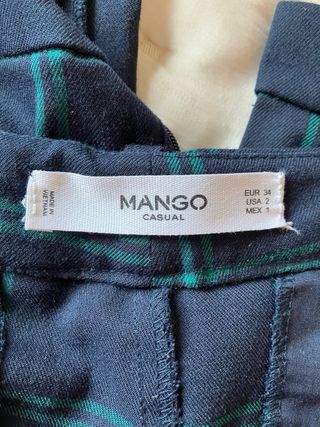 MADE IN
VIETNAM
MANGO
CASUAL
EUR 34
USA 2
MEX 1